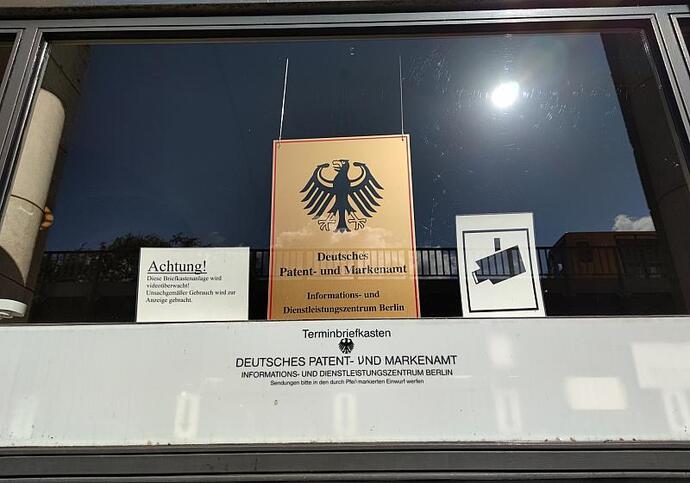 Deutsches
Patent- und Markenamt
Informations- und
Dienstleistungszentrum Berlin
Achtung!
Diese Briefkastenanlage wird
videoüberwacht!
Unsachgemäßer Gebrauch wird zur
Anzeige gebracht.
Terminbriefkasten
DEUTSCHES PATENT- UND MARKENAMT
INFORMATIONS- UND DIENSTLEISTUNGSZENTRUM BERLIN
Sendungen bitte in den durch Pfeil markierten Einwurf werfen